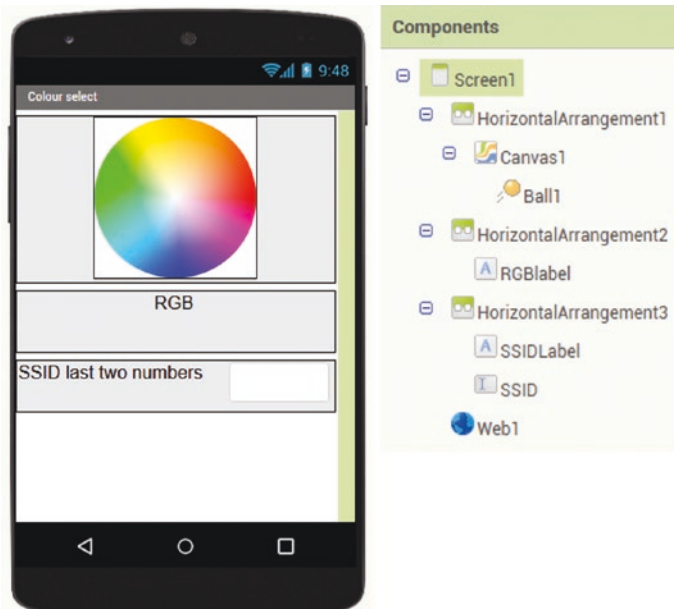 9:48
Colour select
RGB
SSID last two numbers
Components
Screen1
HorizontalArrangement1
Canvas1
Ball1
HorizontalArrangement2
A RGBlabel
HorizontalArrangement3
A SSIDLabel
I SSID
Web1